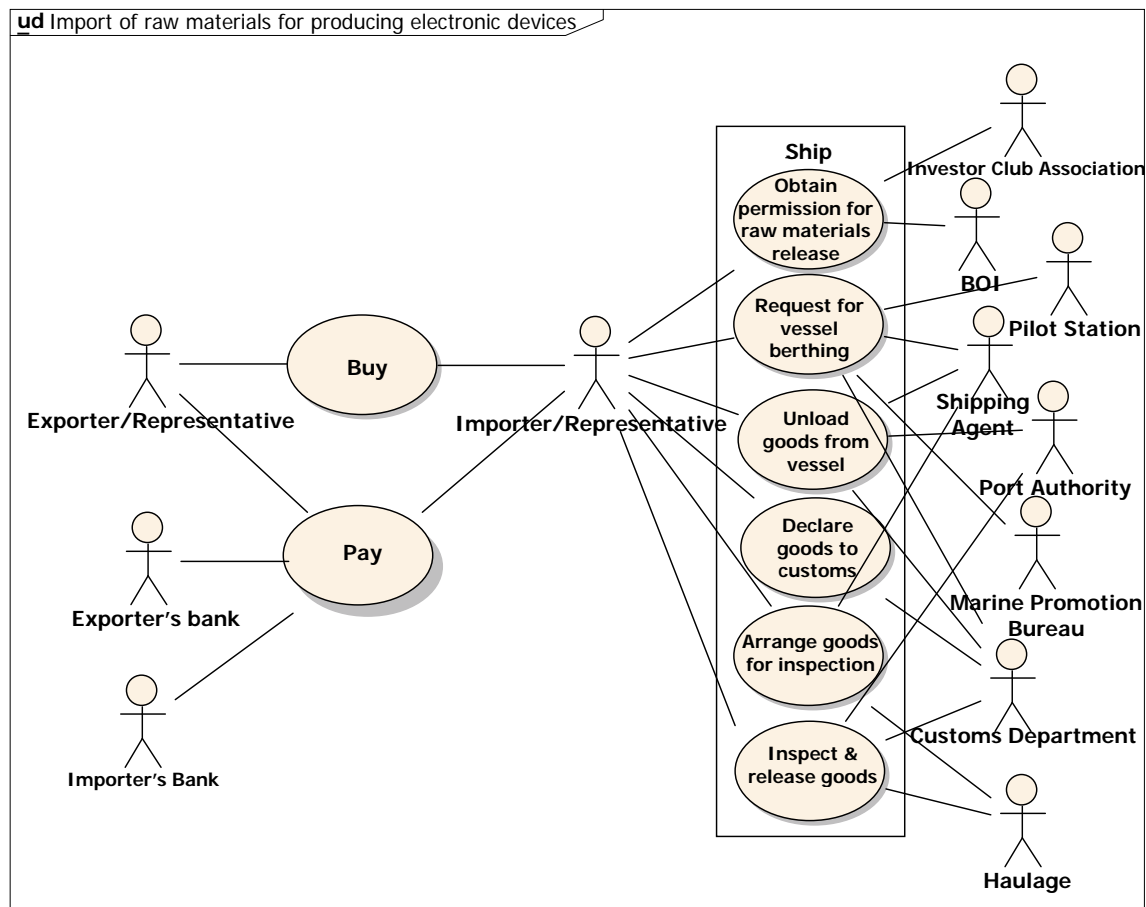 ud Import of raw materials for producing electronic devices
Ship
Obtain
permission for
raw materials
release
Request for
vessel
berthing
Unload
goods from
vessel
Declare
goods to
customs
Arrange goods
for inspection
Inspect &
release goods
Buy
Pay
Exporter/Representative
Exporter's bank
Importer's Bank
Importer/Representative
Investor Club Association
BOI
Pilot Station
Shipping
Agent
Port Authority
Marine Promotion
Bureau
Customs Department
Haulage